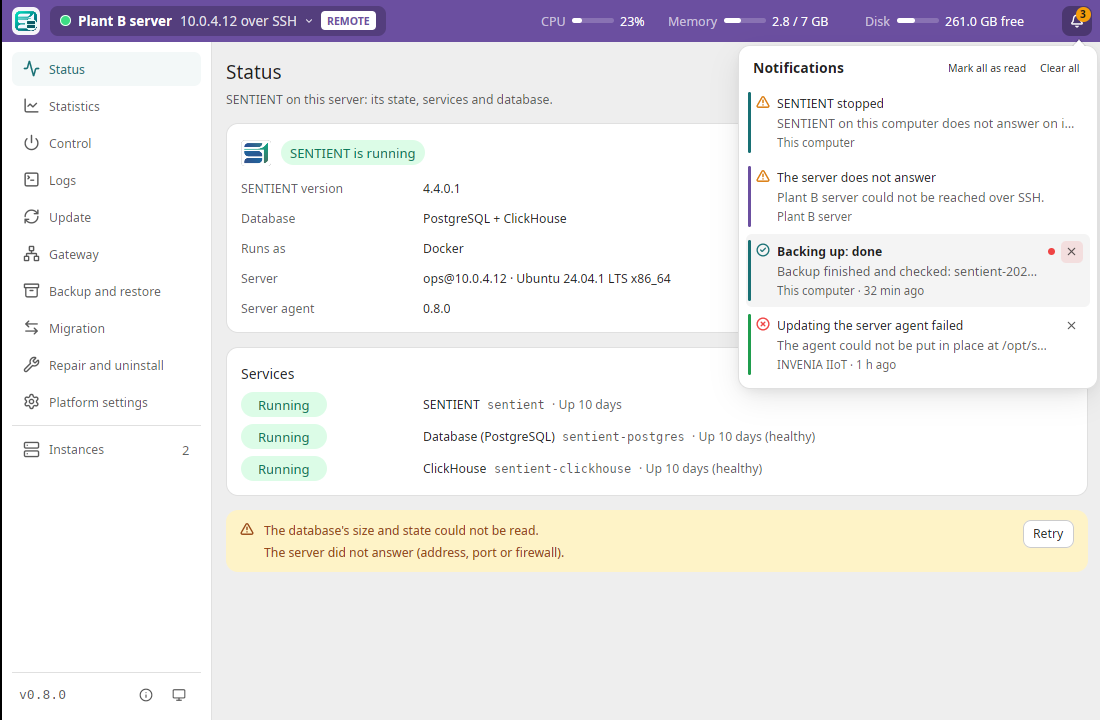 Plant B server 10.0.4.12 over SSH REMOTE CPU 23% Memory 2.8 / 7 GB Disk 261.0 GB free 3
Status
Statistics
Control
Logs
Update
Gateway
Backup and restore
Migration
Repair and uninstall
Platform settings
Instances 2
v0.8.0
Status
SENTIENT on this server: its state, services and database.
SENTIENT is running
SENTIENT version 4.4.0.1
Database PostgreSQL + ClickHouse
Runs as Docker
Server ops@10.0.4.12 · Ubuntu 24.04.1 LTS x86_64
Server agent 0.8.0
Services
Running SENTIENT sentient · Up 10 days
Running Database (PostgreSQL) sentient-postgres · Up 10 days (healthy)
Running ClickHouse sentient-clickhouse · Up 10 days (healthy)
The database's size and state could not be read.
The server did not answer (address, port or firewall).
Retry
Notifications Mark all as read Clear all
SENTIENT stopped
SENTIENT on this computer does not answer on i...
This computer
The server does not answer
Plant B server could not be reached over SSH.
Plant B server
Backing up: done
Backup finished and checked: sentient-202...
This computer · 32 min ago
Updating the server agent failed
The agent could not be put in place at /opt/s...
INVENIA IIoT · 1 h ago